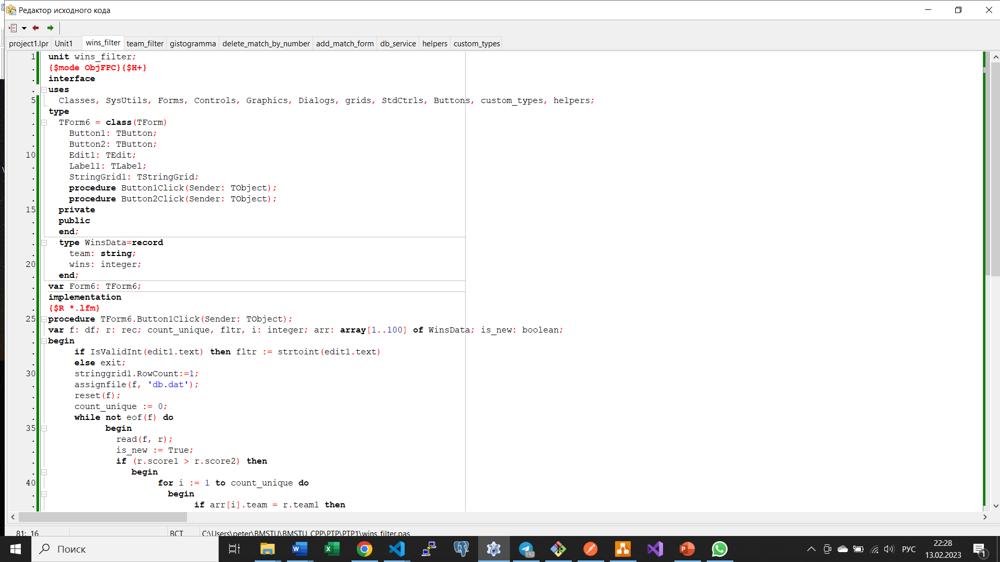 Редактор исходного кода
project1.lpr Unit1 wins_filter team_filter gistogramma delete_match_by_number add_match_form db_service helpers custom_types
1 unit wins_filter;
. {$mode ObjFPC}{$H+}
. interface
. uses
5 Classes, SysUtils, Forms, Controls, Graphics, Dialogs, grids, StdCtrls, Buttons, custom_types, helpers;
. type
. TForm6 = class(TForm)
. Button1: TButton;
. Button2: TButton;
10 Edit1: TEdit;
. Label1: TLabel;
. StringGrid1: TStringGrid;
. procedure Button1Click(Sender: TObject);
. procedure Button2Click(Sender: TObject);
15 private
. public
. end;
. type WinsData=record
. team: string;
20 wins: integer;
. end;
. var Form6: TForm6;
. implementation
. {$R *.lfm}
25 procedure TForm6.Button1Click(Sender: TObject);
. var f: df; r: rec; count_unique, fltr, i: integer; arr: array[1..100] of WinsData; is_new: boolean;
. begin
. if IsValidInt(edit1.text) then fltr := strtoint(edit1.text)
. else exit;
30 stringgrid1.RowCount:=1;
. assignfile(f, 'db.dat');
. reset(f);
. count_unique := 0;
. while not eof(f) do
35 begin
. read(f, r);
. is_new := True;
. if (r.score1 > r.score2) then
. begin
40 for i := 1 to count_unique do
. begin
. if arr[i].team = r.team1 then
81: 16 ВСТ C:\Users\peter\BMSTU\BMSTU_CPP\PTP\PTP1\wins_filter.pas
Поиск
192
РУС
22:28
13.02.2023
1